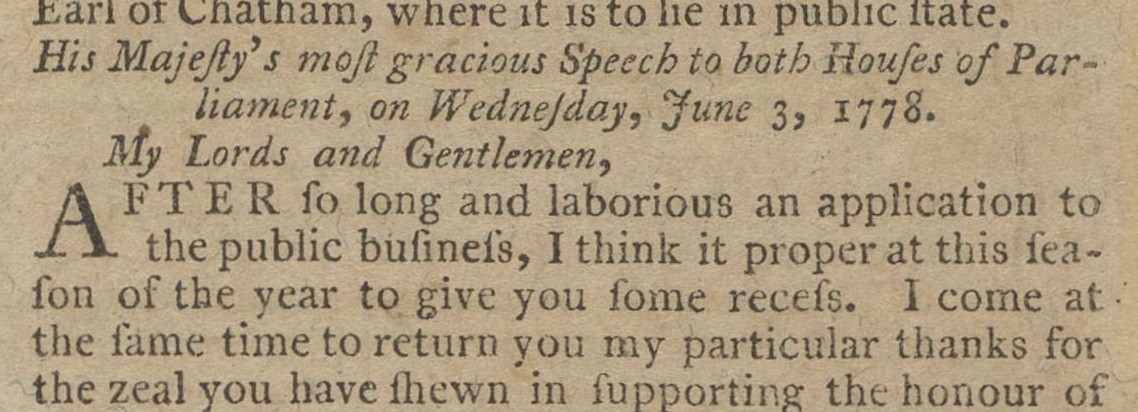 Earl of Chatham, where it is to lie in public ſtate.
His Majeſty's moſt gracious Speech to both Houſes of Par-
liament, on Wedneſday, June 3, 1778.
My Lords and Gentlemen,
AFTER ſo long and laborious an application to
the public buſineſs, I think it proper at this ſea-
ſon of the year to give you ſome receſs. I come at
the ſame time to return you my particular thanks for
the zeal you have ſhewn in ſupporting the honour of